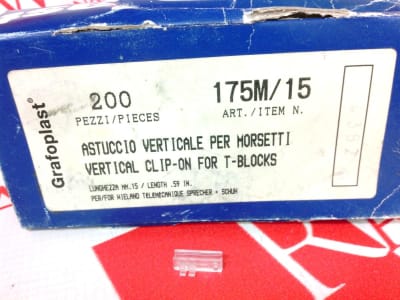 Grafoplast®
200
PEZZI/PIECES
175M/15
ART./ITEM N.
ASTUCCIO VERTICALE PER MORSETTI
VERTICAL CLIP-ON FOR T-BLOCKS
LUNGHEZZA MM.15 / LENGTH .59 IN.
PER/FOR WIELAND TELEMECANIQUE SPRECHER + SCHUH